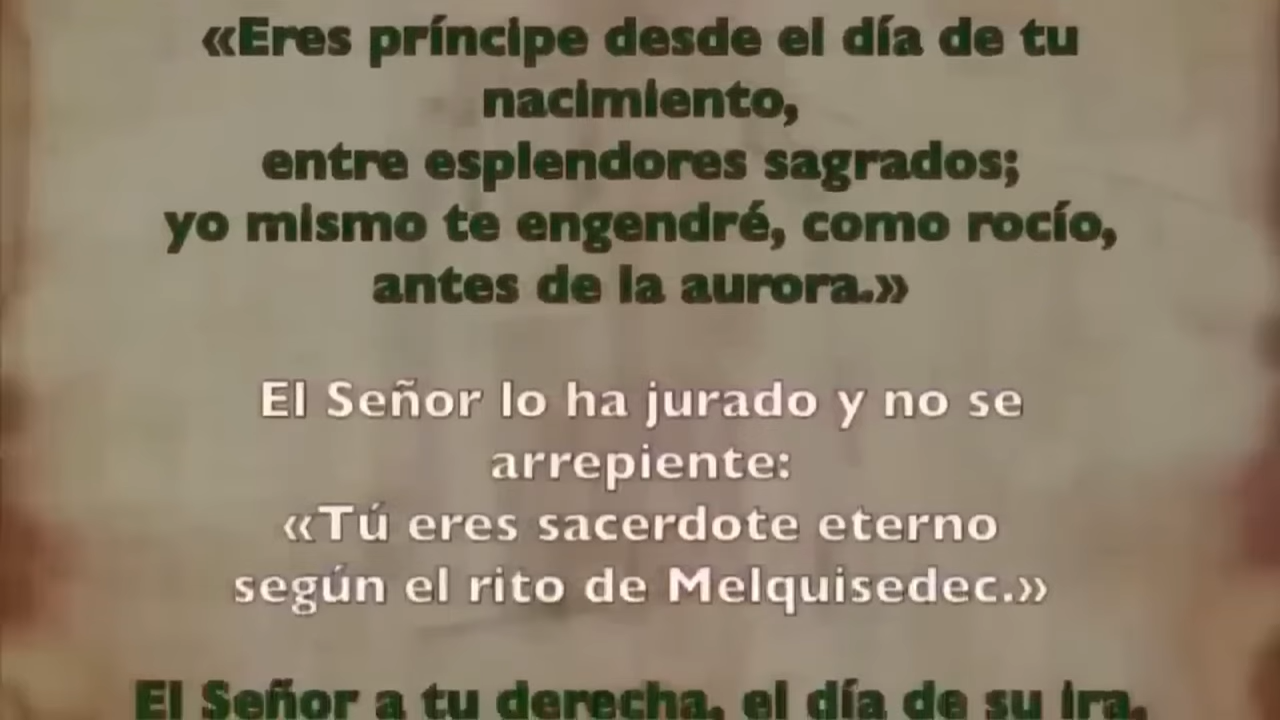 «Eres príncipe desde el día de tu
nacimiento,
entre esplendores sagrados;
yo mismo te engendré, como rocío,
antes de la aurora.»
El Señor lo ha jurado y no se
arrepiente:
«Tú eres sacerdote eterno
según el rito de Melquisedec.»
El Señor a tu derecha, el día de su ira,